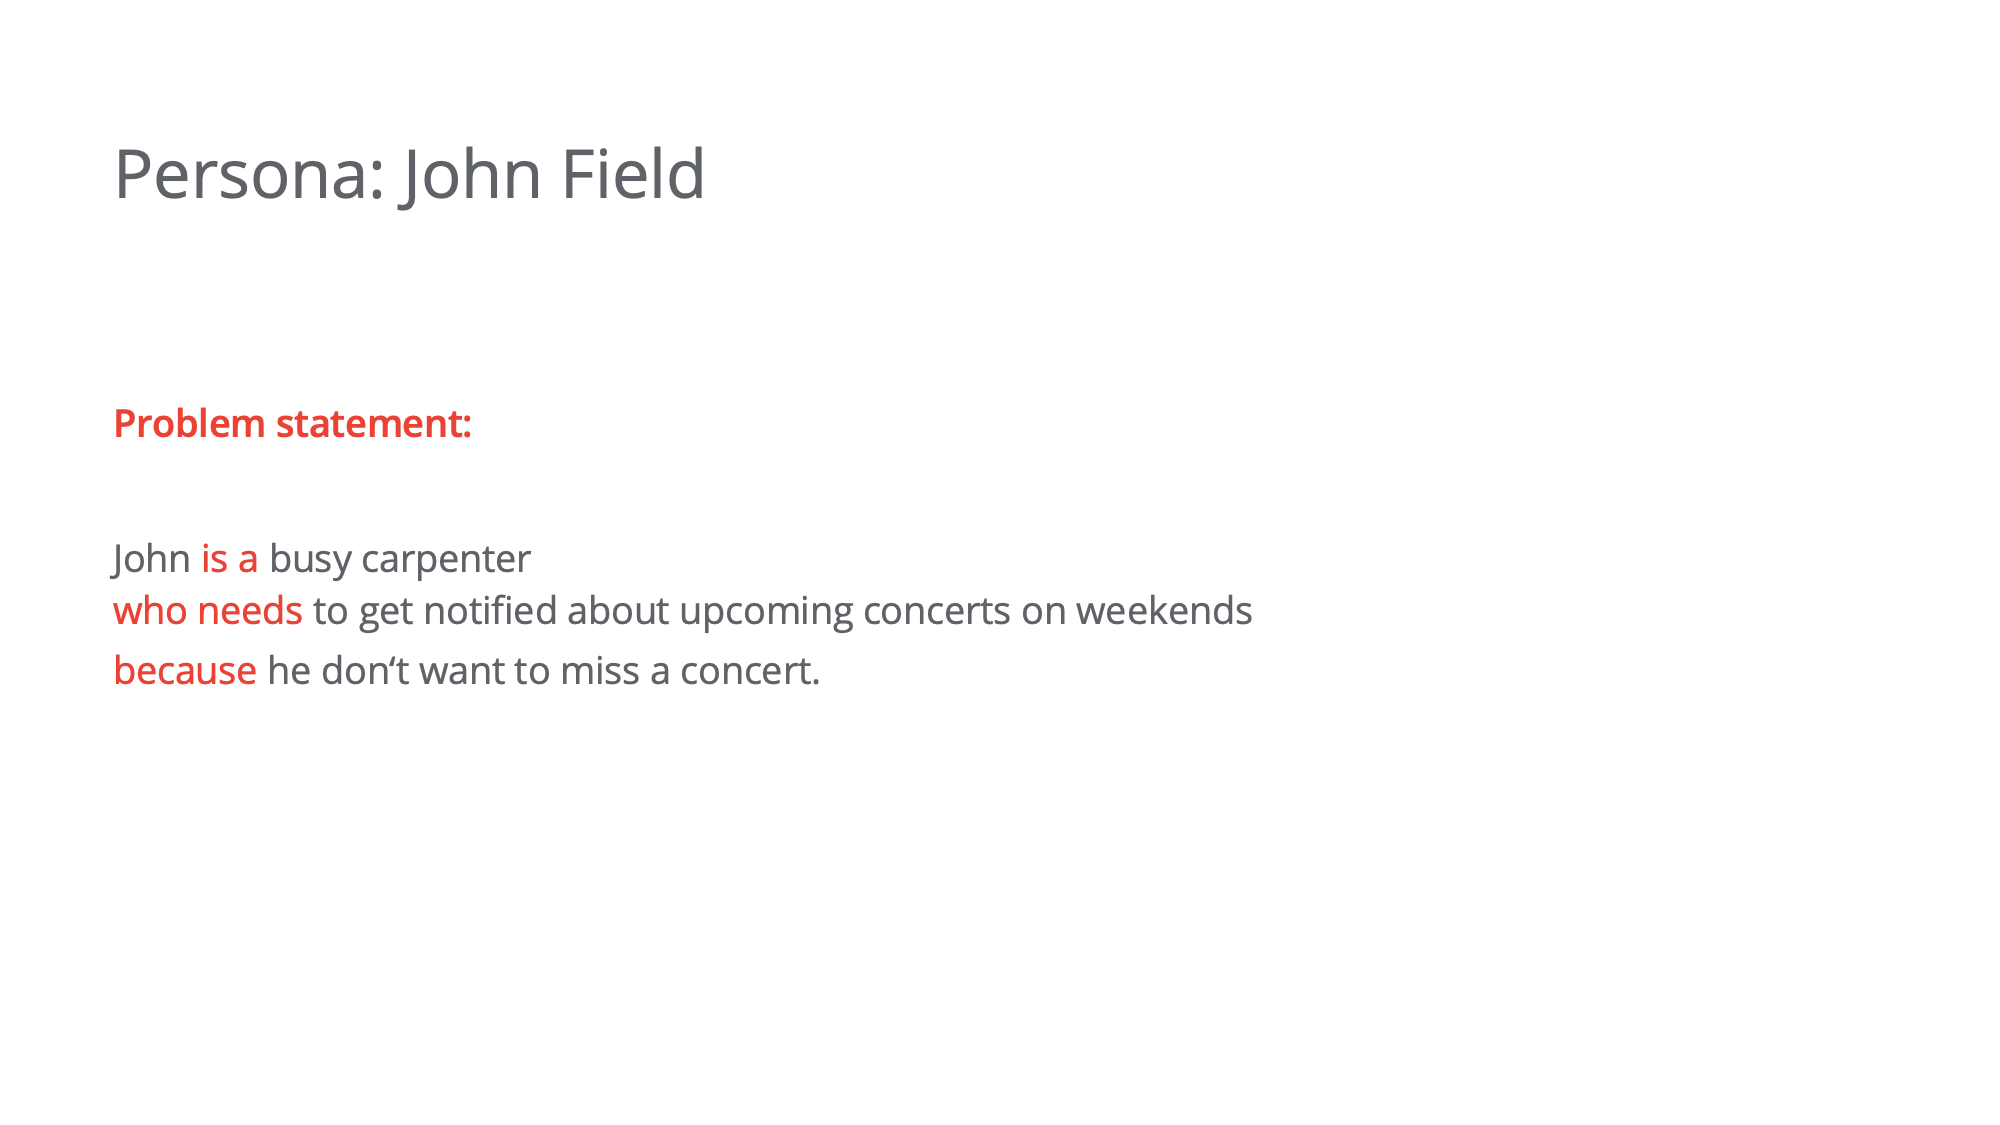 Persona: John Field
Problem statement:
John is a busy carpenter
who needs to get notified about upcoming concerts on weekends
because he don‘t want to miss a concert.